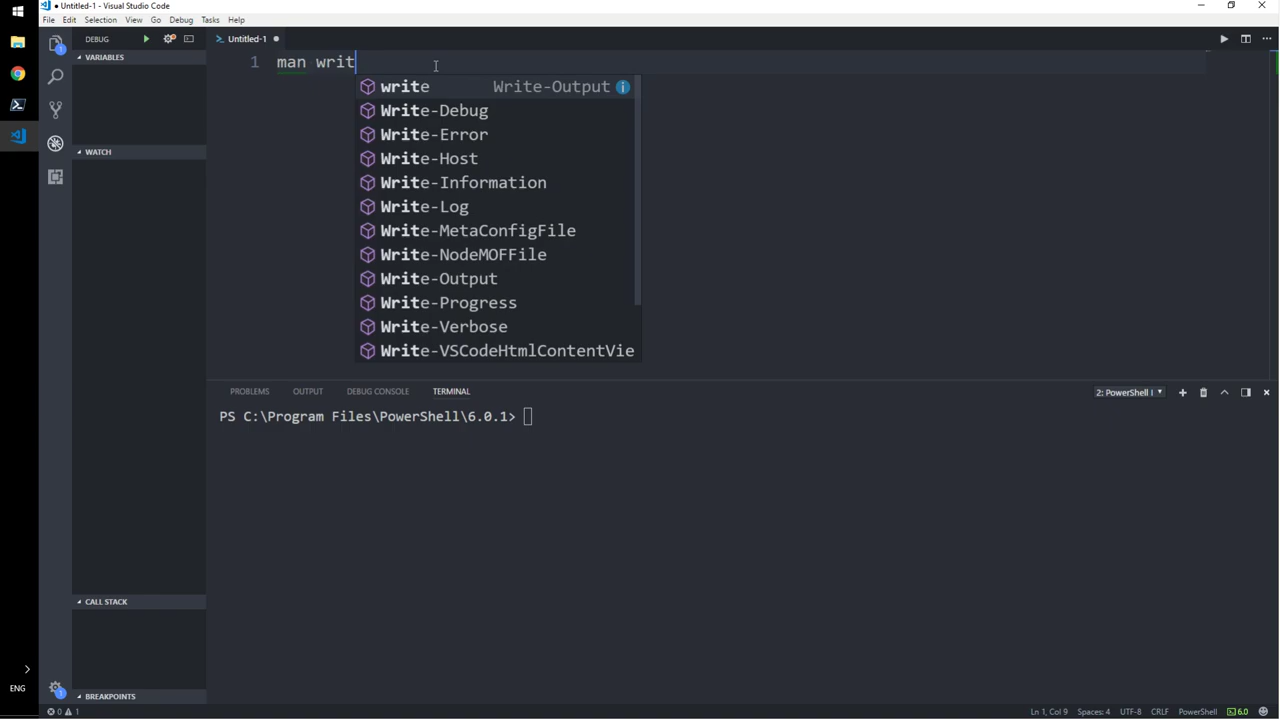 ● Untitled-1 - Visual Studio Code
File Edit Selection View Go Debug Tasks Help
DEBUG
Untitled-1 ●
VARIABLES
1 man writ
write Write-Output
Write-Debug
Write-Error
Write-Host
Write-Information
Write-Log
Write-MetaConfigFile
Write-NodeMOFFile
Write-Output
Write-Progress
Write-Verbose
Write-VSCodeHtmlContentVie
WATCH
PROBLEMS OUTPUT DEBUG CONSOLE TERMINAL 2: PowerShell I
PS C:\Program Files\PowerShell\6.0.1>
CALL STACK
BREAKPOINTS
1
1
ENG
0 1 Ln 1, Col 9 Spaces: 4 UTF-8 CRLF PowerShell 6.0